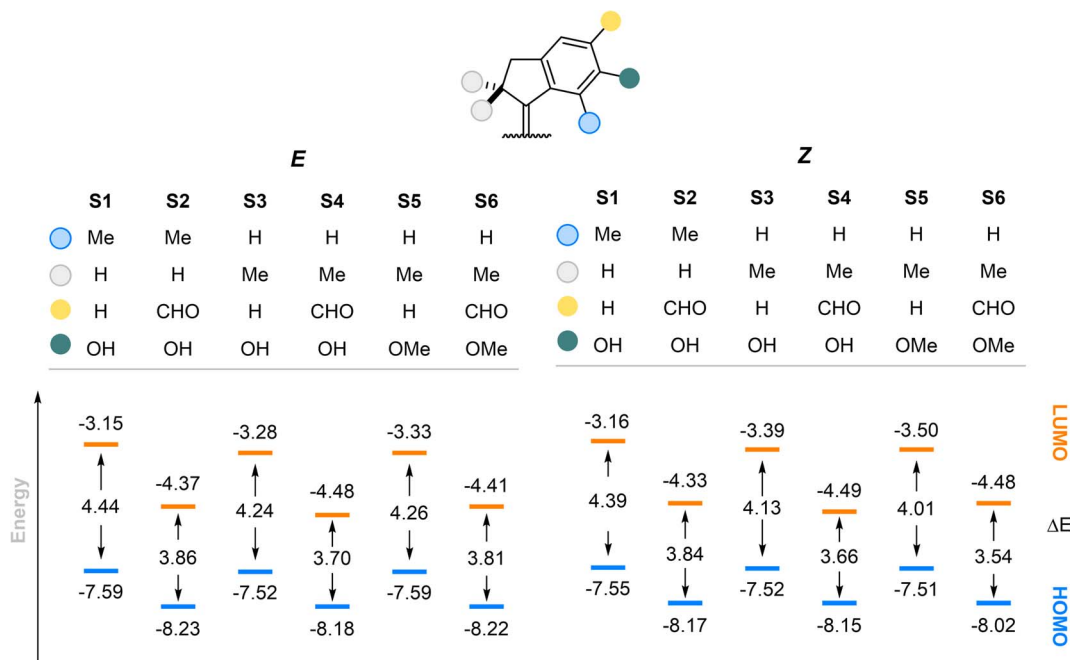 E Z
S1 S2 S3 S4 S5 S6 S1 S2 S3 S4 S5 S6
Me Me H H H H Me Me H H H H
H H Me Me Me Me H H Me Me Me Me
H CHO H CHO H CHO H CHO H CHO H CHO
OH OH OH OH OMe OMe OH OH OH OH OMe OMe
-3.15 -4.37 -3.28 -4.48 -3.33 -4.41 -3.16 -4.33 -3.39 -4.49 -3.50 -4.48
LUMO
Energy
4.44 3.86 4.24 3.70 4.26 3.81 4.39 3.84 4.13 3.66 4.01 3.54
ΔE
-7.59 -8.23 -7.52 -8.18 -7.59 -8.22 -7.55 -8.17 -7.52 -8.15 -7.51 -8.02
HOMO